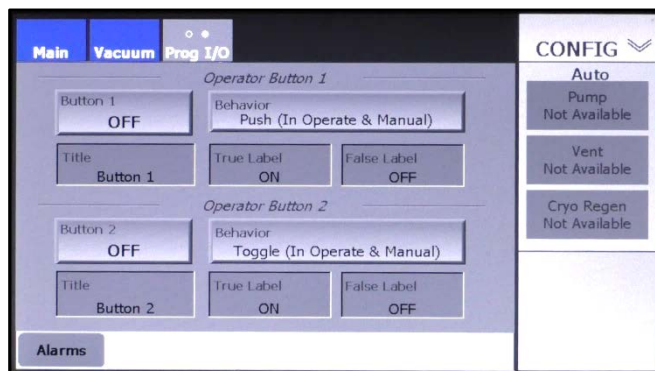 Main
Vacuum
Prog I/O
CONFIG
Operator Button 1
Button 1
OFF
Behavior
Push (In Operate & Manual)
Title
Button 1
True Label
ON
False Label
OFF
Operator Button 2
Button 2
OFF
Behavior
Toggle (In Operate & Manual)
Title
Button 2
True Label
ON
False Label
OFF
Auto
Pump
Not Available
Vent
Not Available
Cryo Regen
Not Available
Alarms